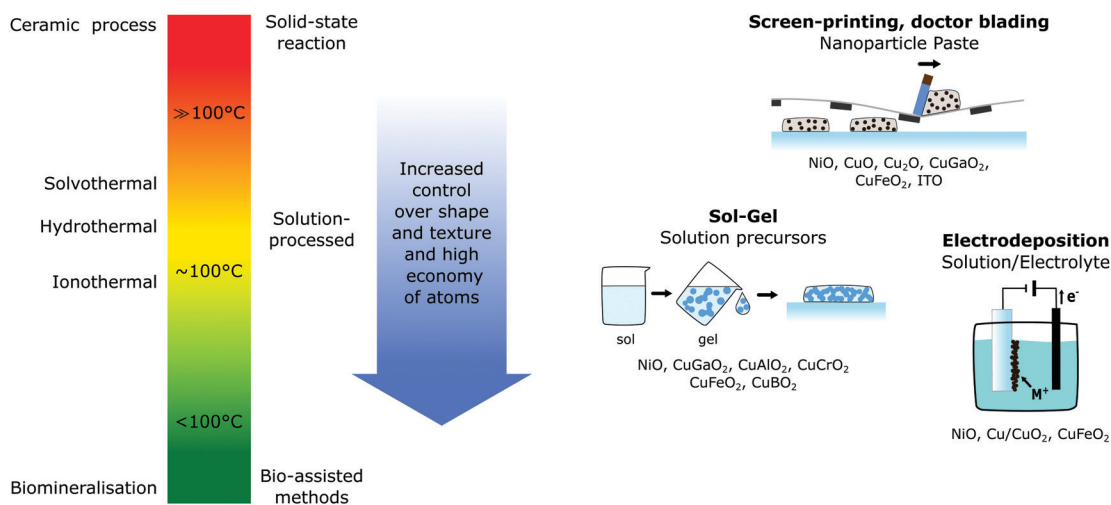 Ceramic process
Solid-state
reaction
≫100°C
Solvothermal
Hydrothermal
Solution-
processed
~100°C
Ionothermal
<100°C
Biomineralisation
Bio-assisted
methods
Increased
control
over shape
and texture
and high
economy
of atoms
Screen-printing, doctor blading
Nanoparticle Paste
NiO, CuO, Cu₂O, CuGaO₂,
CuFeO₂, ITO
Sol-Gel
Solution precursors
sol
gel
NiO, CuGaO₂, CuAlO₂, CuCrO₂
CuFeO₂, CuBO₂
Electrodeposition
Solution/Electrolyte
e⁻
M⁺
NiO, Cu/CuO₂, CuFeO₂